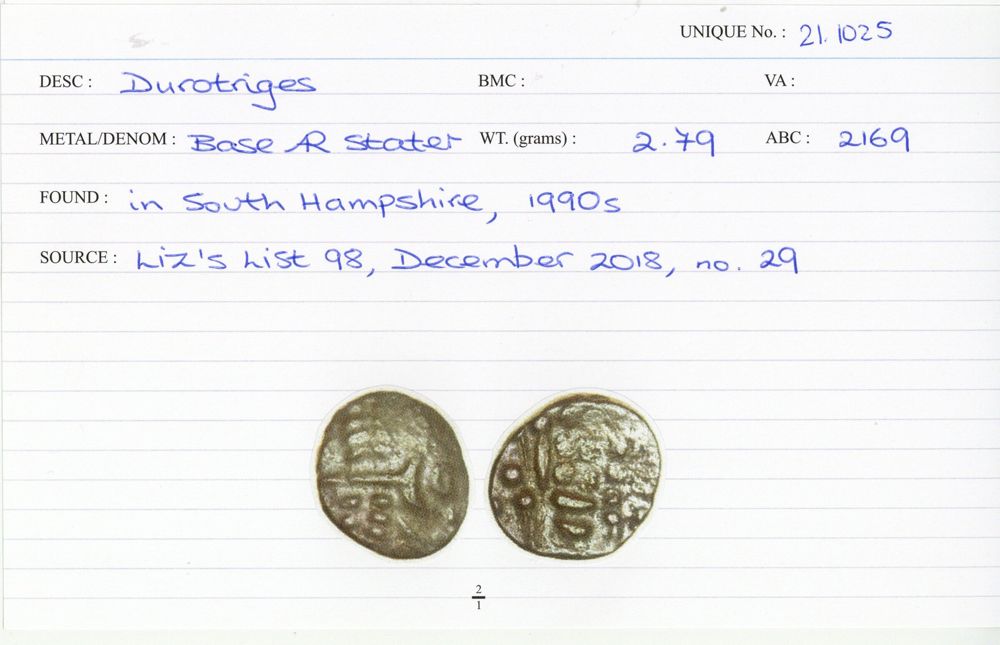 UNIQUE No. : 21.1025
DESC : Durotriges BMC : VA :
METAL/DENOM : Base AR Stater WT. (grams) : 2.79 ABC : 2169
FOUND : in South Hampshire, 1990s
SOURCE : Liz's List 98, December 2018, no. 29
2
1